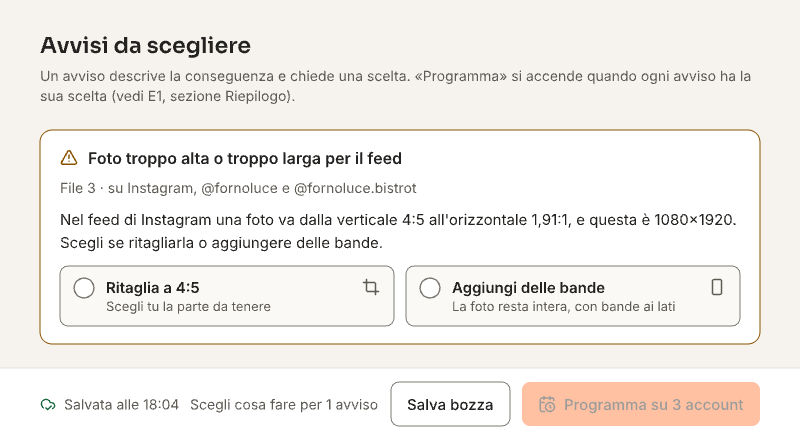 Avvisi da scegliere
Un avviso descrive la conseguenza e chiede una scelta. «Programma» si accende quando ogni avviso ha la
sua scelta (vedi E1, sezione Riepilogo).
Foto troppo alta o troppo larga per il feed
File 3 · su Instagram, @fornoluce e @fornoluce.bistrot
Nel feed di Instagram una foto va dalla verticale 4:5 all'orizzontale 1,91:1, e questa è 1080×1920.
Scegli se ritagliarla o aggiungere delle bande.
Ritaglia a 4:5
Scegli tu la parte da tenere
Aggiungi delle bande
La foto resta intera, con bande ai lati
Salvata alle 18:04
Scegli cosa fare per 1 avviso
Salva bozza
Programma su 3 account